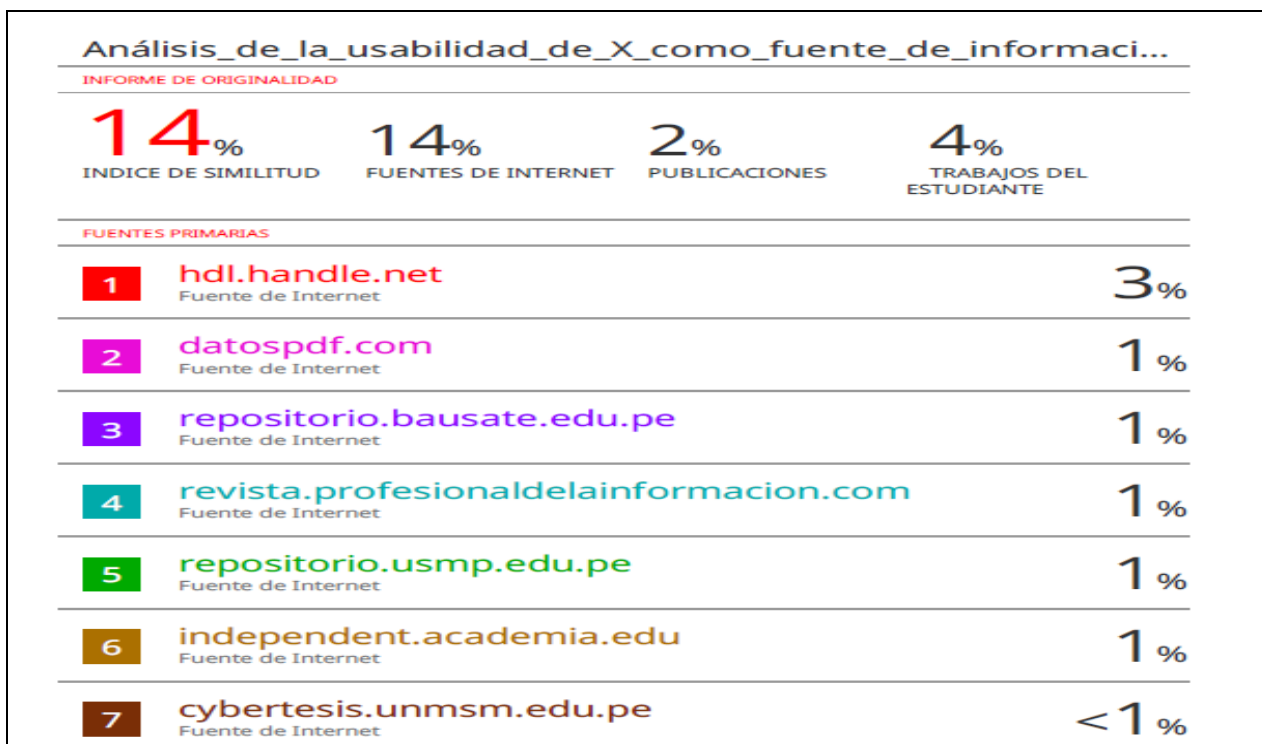 Análisis_de_la_usabilidad_de_X_como_fuente_de_informaci...
INFORME DE ORIGINALIDAD
14% 14% 2% 4%
INDICE DE SIMILITUD FUENTES DE INTERNET PUBLICACIONES TRABAJOS DEL
ESTUDIANTE
FUENTES PRIMARIAS
1 hdl.handle.net 3%
Fuente de Internet
2 datospdf.com 1%
Fuente de Internet
3 repositorio.bausate.edu.pe 1%
Fuente de Internet
4 revista.profesionaldelainformacion.com 1%
Fuente de Internet
5 repositorio.usmp.edu.pe 1%
Fuente de Internet
6 independent.academia.edu 1%
Fuente de Internet
7 cybertesis.unmsm.edu.pe <1%
Fuente de Internet